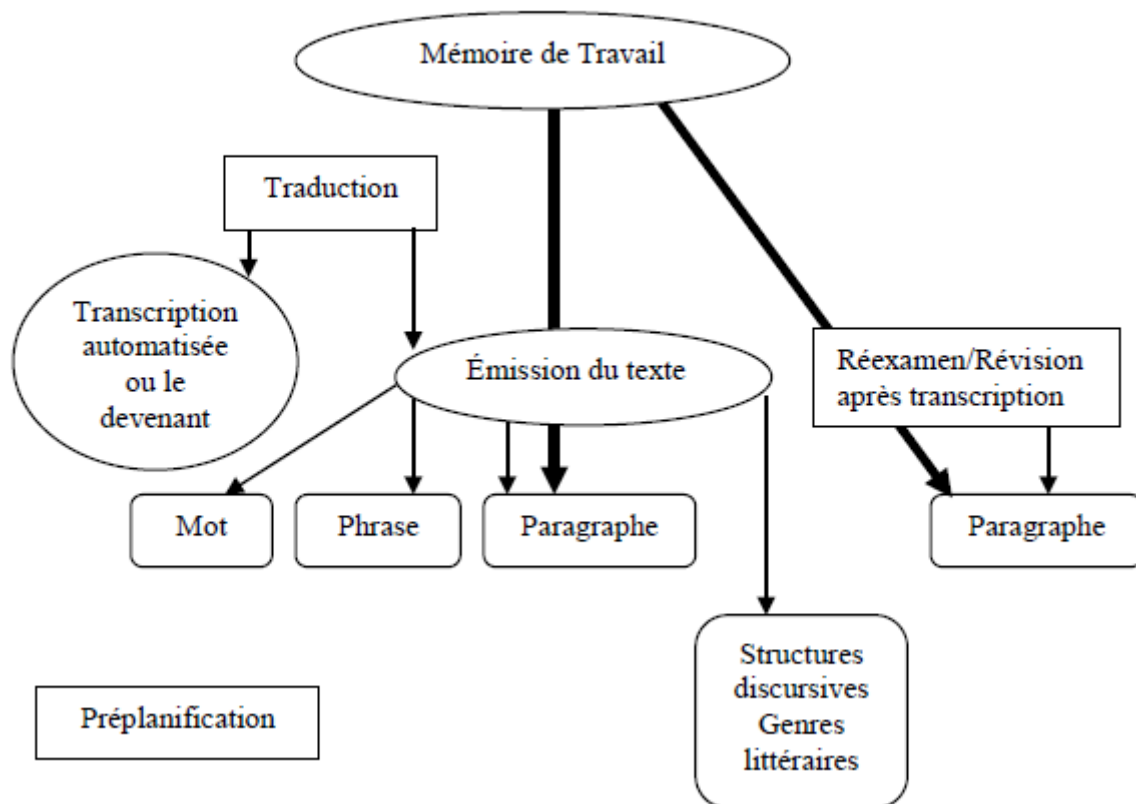 Mémoire de Travail
Traduction
Transcription
automatisée
ou le
devenant
Émission du texte
Réexamen/Révision
après transcription
Mot
Phrase
Paragraphe
Paragraphe
Structures
discursives
Genres
littéraires
Préplanification